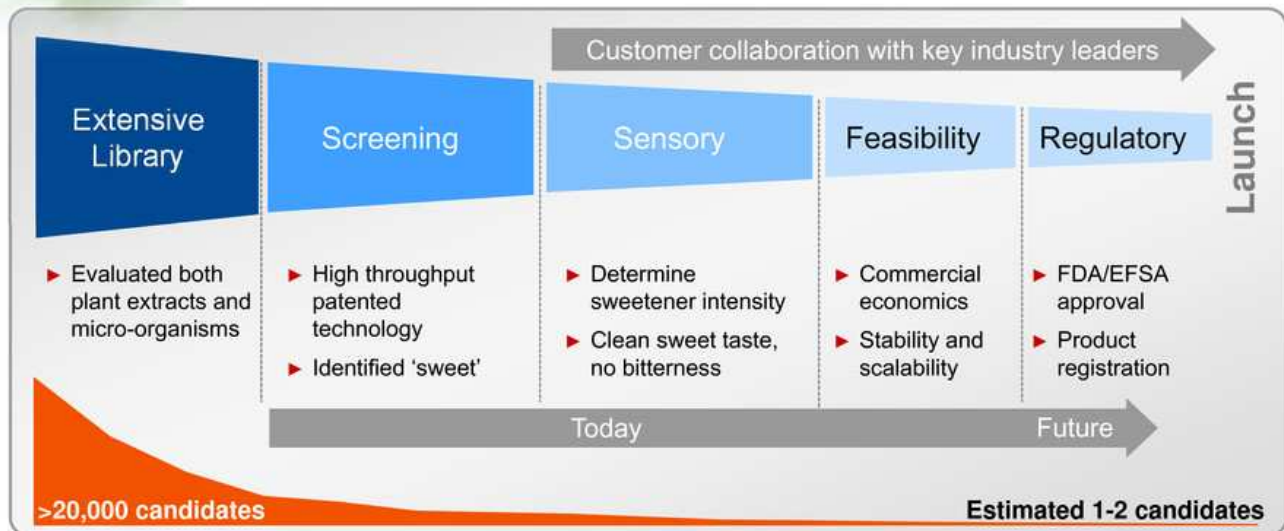 Customer collaboration with key industry leaders
Extensive
Library
Screening
Sensory
Feasibility
Regulatory
Launch
► Evaluated both
plant extracts and
micro-organisms
► High throughput
patented
technology
► Identified ‘sweet’
► Determine
sweetener intensity
► Clean sweet taste,
no bitterness
► Commercial
economics
► Stability and
scalability
► FDA/EFSA
approval
► Product
registration
Today
Future
>20,000 candidates
Estimated 1-2 candidates